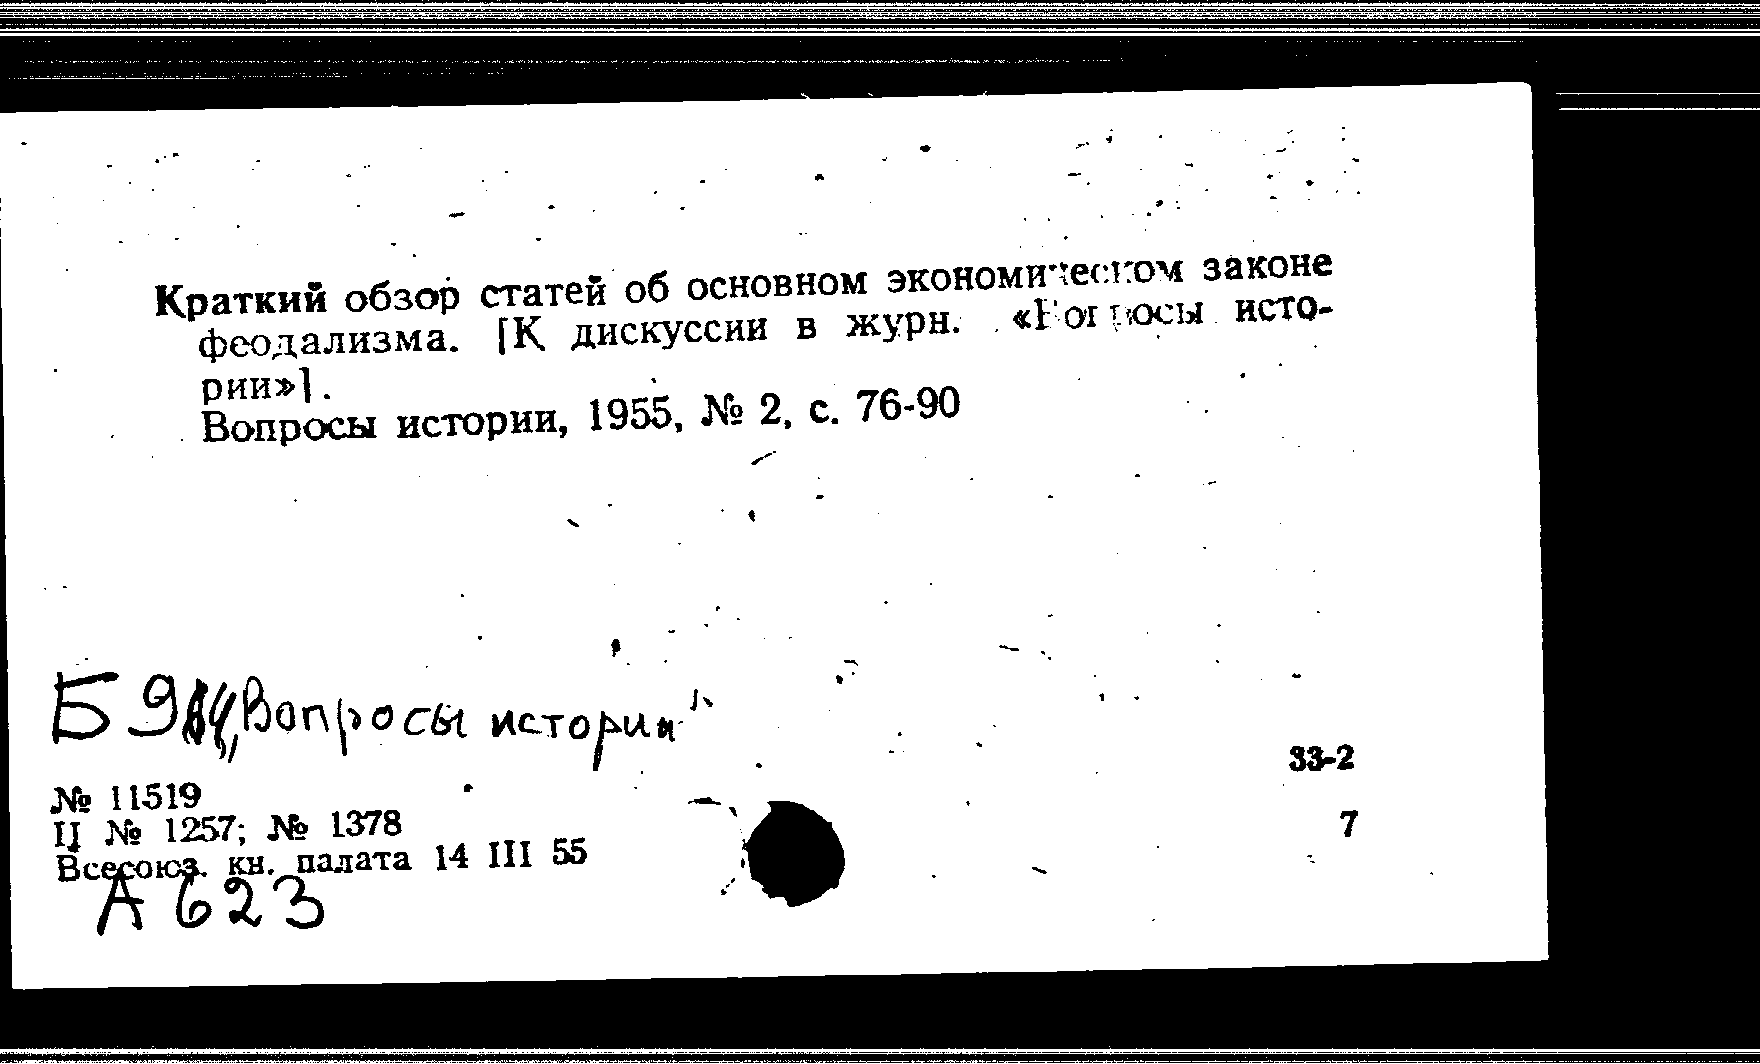 Краткий обзор статей об основном экономическом законе
феодализма. [К дискуссии в журн. «Вопросы исто-
рии»].
Вопросы истории, 1955, № 2, с. 76-90
Б 9 „Вопросы истории"
33-2
№ 11519
II № 1257; № 1378
7
Всесоюз. кн. палата 14 III 55
А 623